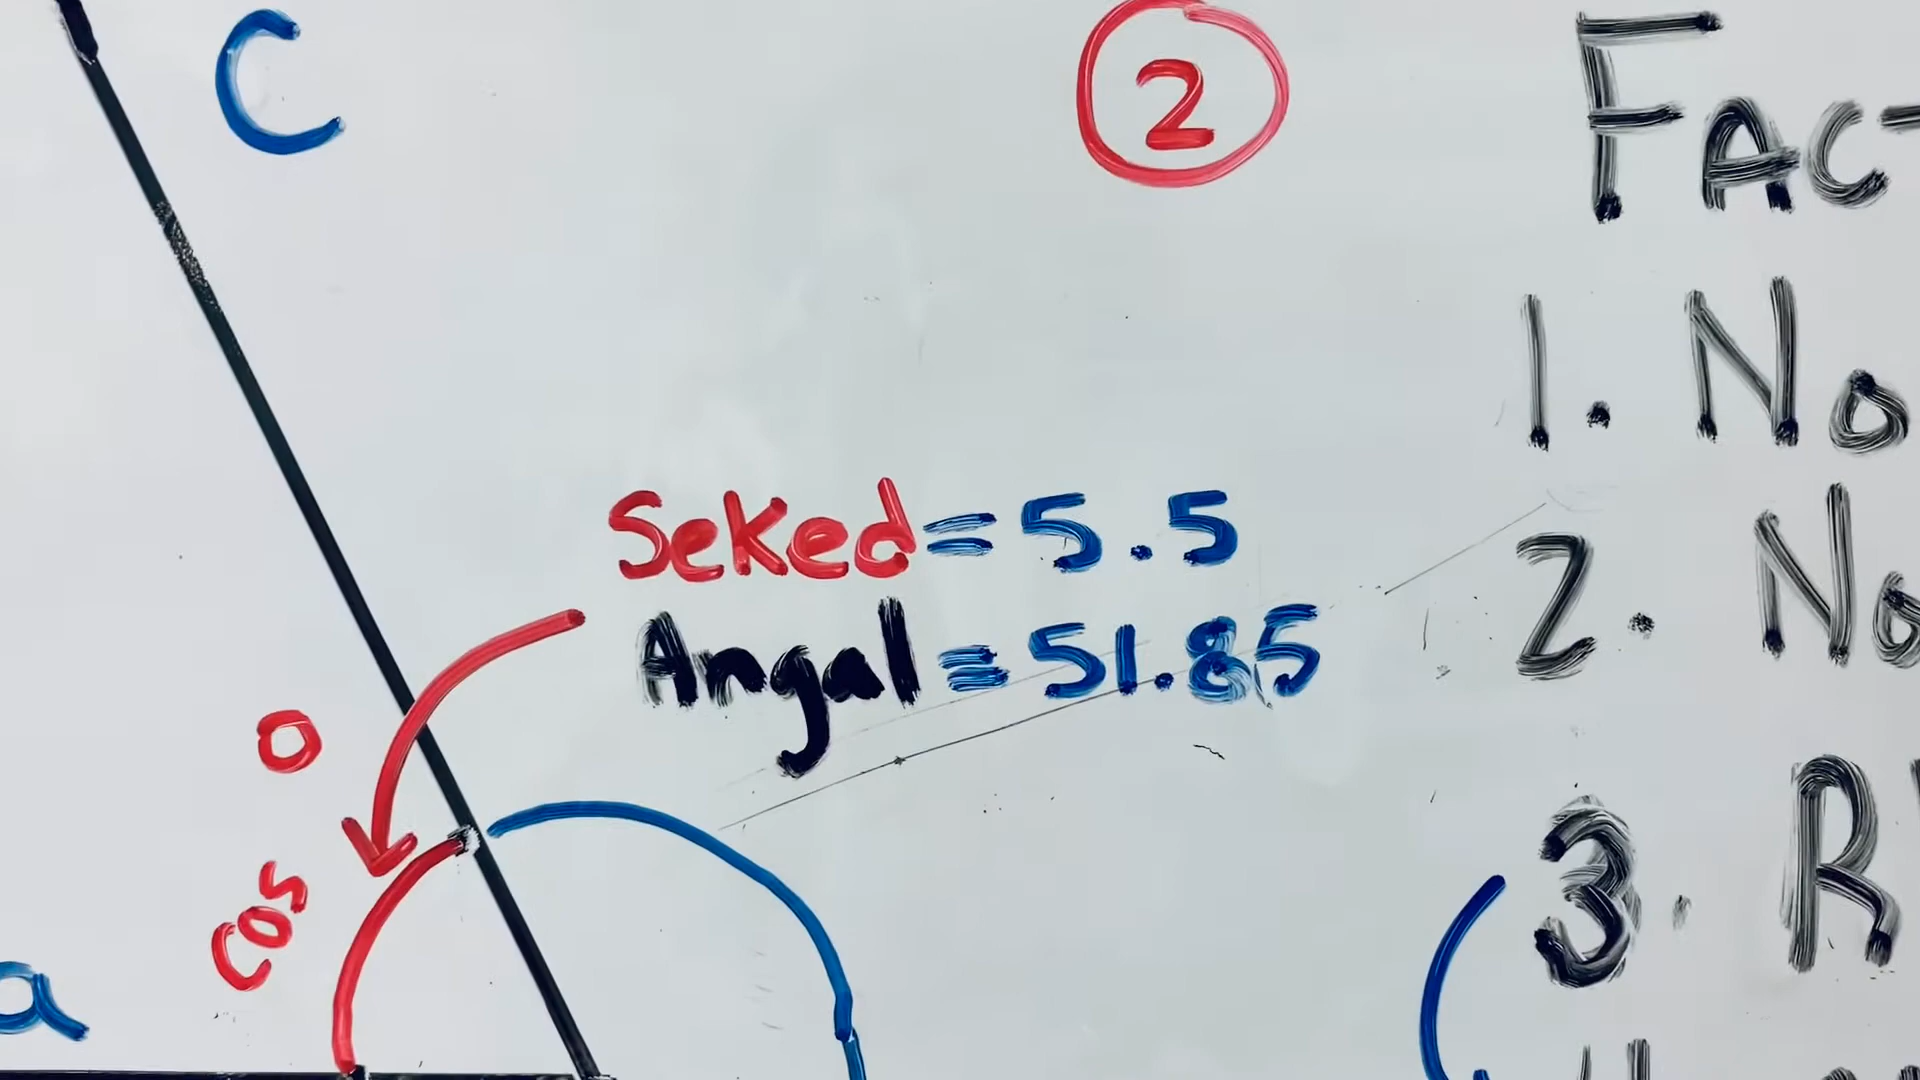 C
2
Seked = 5.5
Angal = 51.85
O
cos
a
Fac
1. No
2. No
3. R